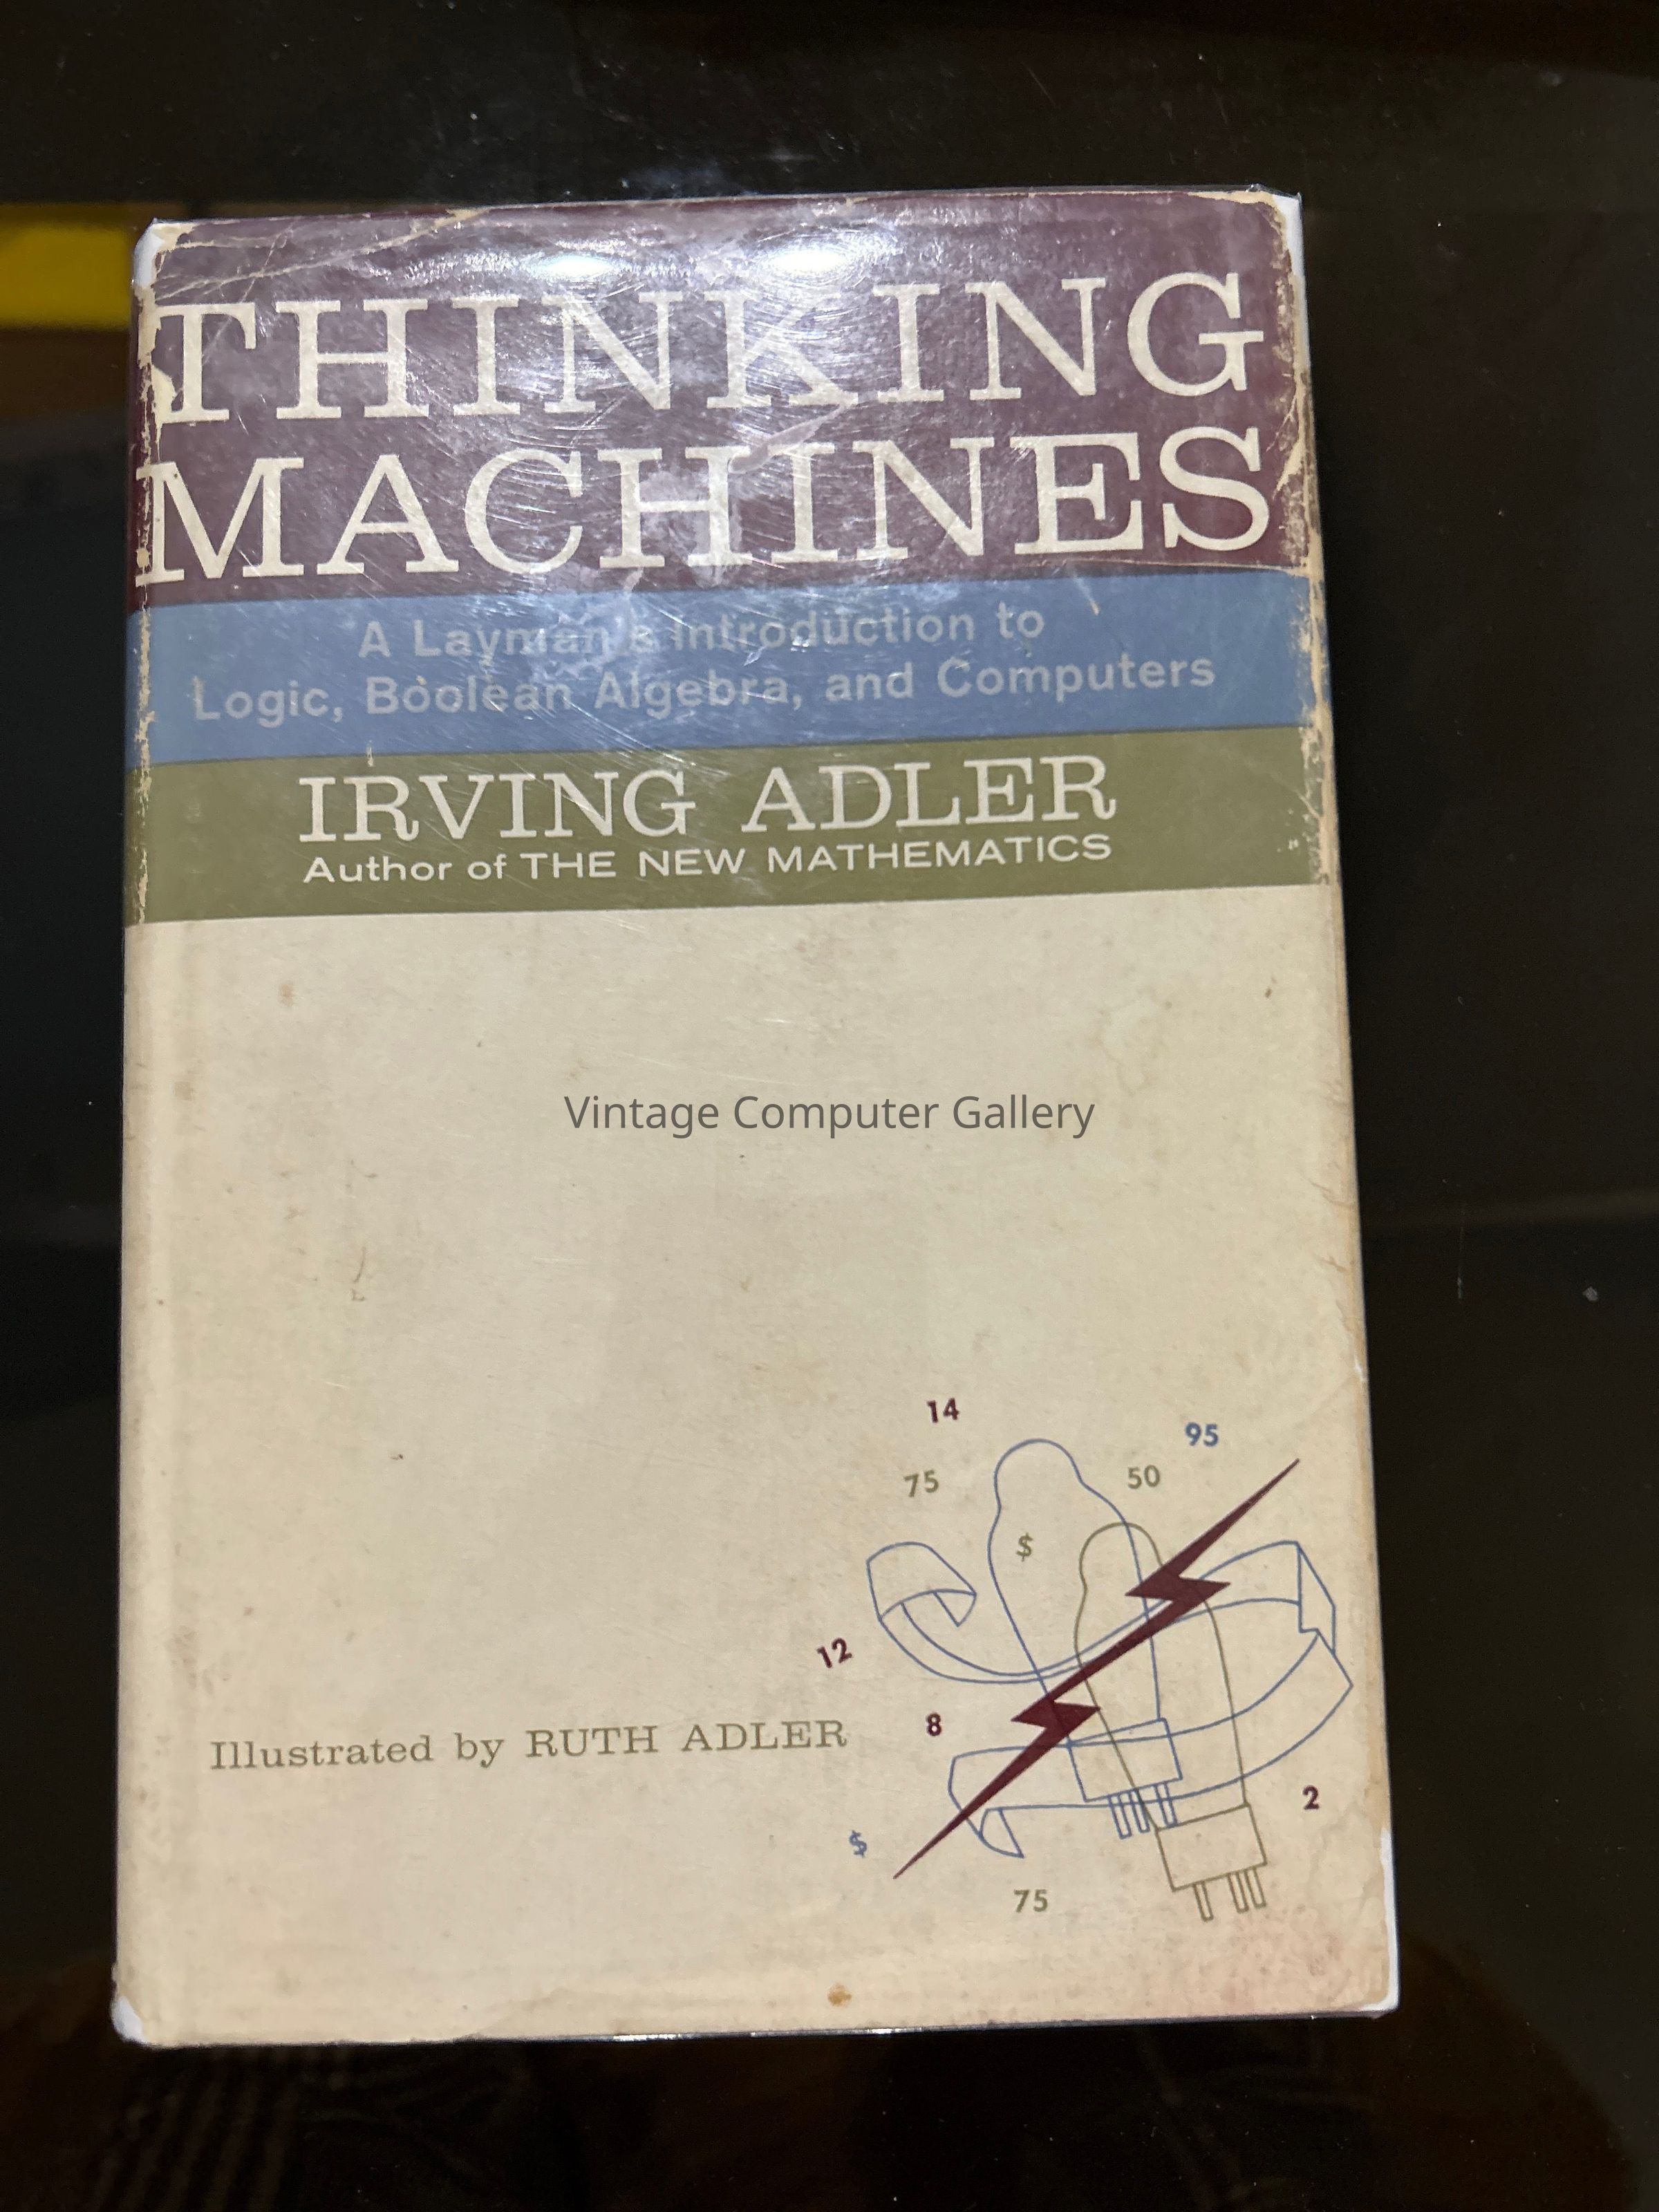 THINKING
MACHINES
A Layman's Introduction to
Logic, Boolean Algebra, and Computers
IRVING ADLER
Author of THE NEW MATHEMATICS
Vintage Computer Gallery
14
95
75
50
$
12
8
Illustrated by RUTH ADLER
2
$
75